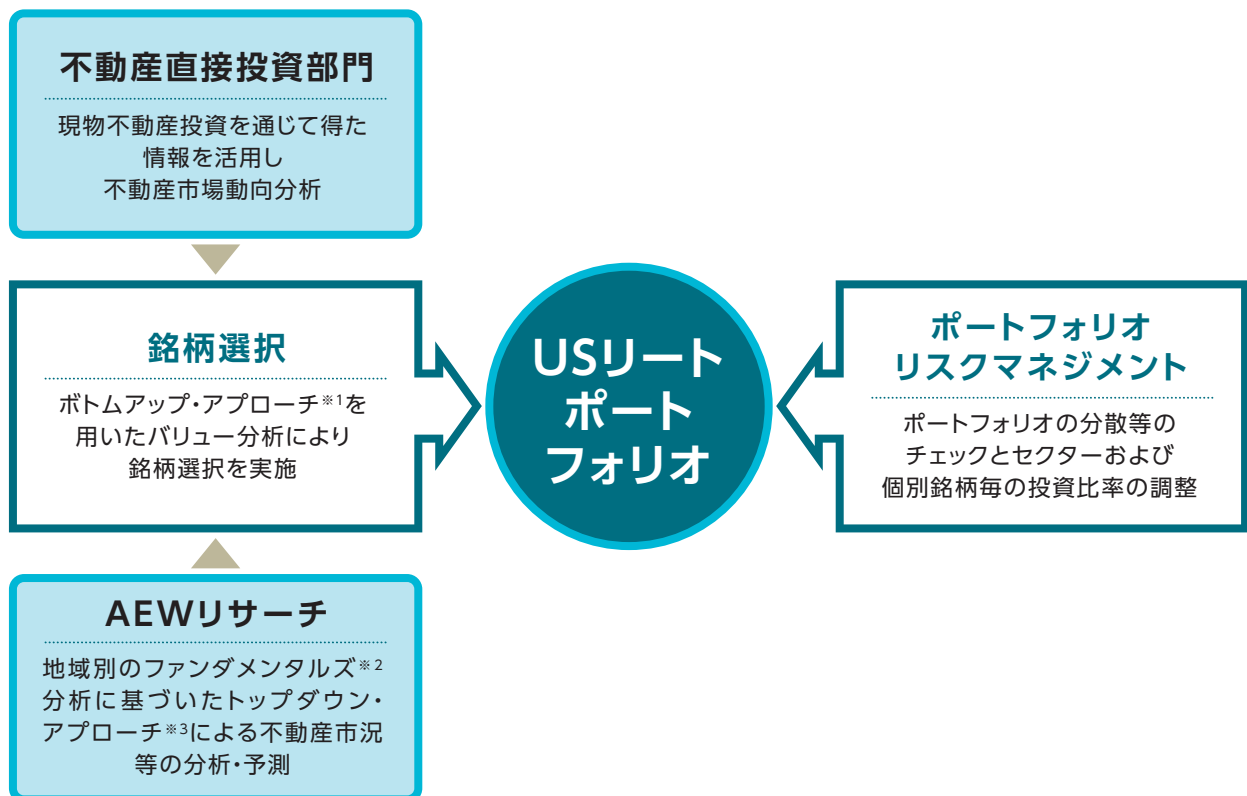 不動産直接投資部門
現物不動産投資を通じて得た
情報を活用し
不動産市場動向分析
銘柄選択
ボトムアップ・アプローチ※1を
用いたバリュー分析により
銘柄選択を実施
AEWリサーチ
地域別のファンダメンタルズ※2
分析に基づいたトップダウン・
アプローチ※3による不動産市況
等の分析・予測
USリート
ポート
フォリオ
ポートフォリオ
リスクマネジメント
ポートフォリオの分散等の
チェックとセクターおよび
個別銘柄毎の投資比率の調整